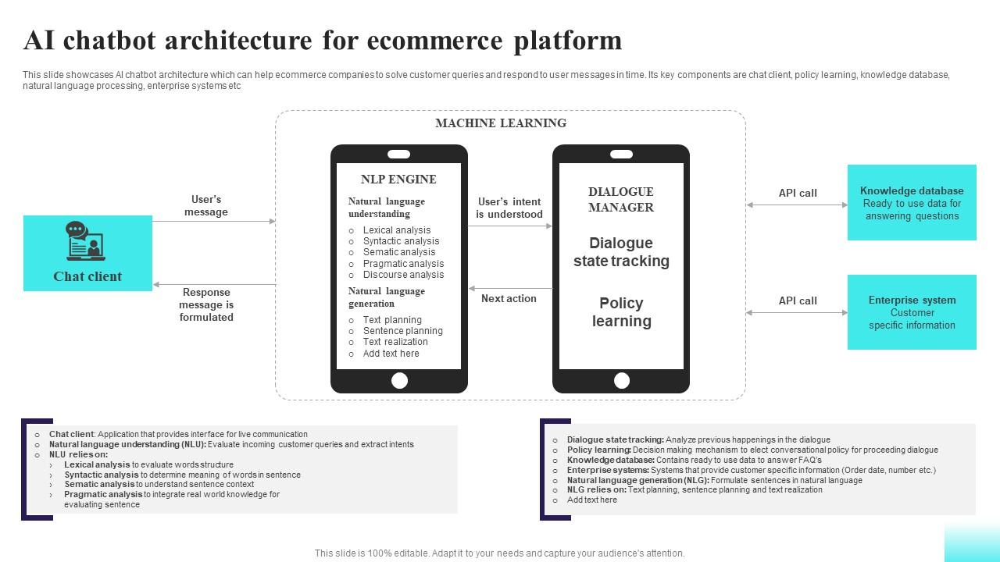 AI chatbot architecture for ecommerce platform
This slide showcases AI chatbot architecture which can help ecommerce companies to solve customer queries and respond to user messages in time. Its key components are chat client, policy learning, knowledge database,
natural language processing, enterprise systems etc
MACHINE LEARNING
Chat client
User's
message
Response
message is
formulated
NLP ENGINE
Natural language
understanding
o Lexical analysis
o Syntactic analysis
o Sematic analysis
o Pragmatic analysis
o Discourse analysis
Natural language
generation
o Text planning
o Sentence planning
o Text realization
o Add text here
User's intent
is understood
Next action
DIALOGUE
MANAGER
Dialogue
state tracking
Policy
learning
API call
Knowledge database
Ready to use data for
answering questions
API call
Enterprise system
Customer
specific information
o Chat client: Application that provides interface for live communication
o Natural language understanding (NLU): Evaluate incoming customer queries and extract intents
o NLU relies on:
› Lexical analysis to evaluate words structure
› Syntactic analysis to determine meaning of words in sentence
› Sematic analysis to understand sentence context
› Pragmatic analysis to integrate real world knowledge for
evaluating sentence
o Dialogue state tracking: Analyze previous happenings in the dialogue
o Policy learning: Decision making mechanism to elect conversational policy for proceeding dialogue
o Knowledge database: Contains ready to use data to answer FAQ's
o Enterprise systems: Systems that provide customer specific information (Order date, number etc.)
o Natural language generation (NLG): Formulate sentences in natural language
o NLG relies on: Text planning, sentence planning and text realization
o Add text here
This slide is 100% editable. Adapt it to your needs and capture your audience's attention.